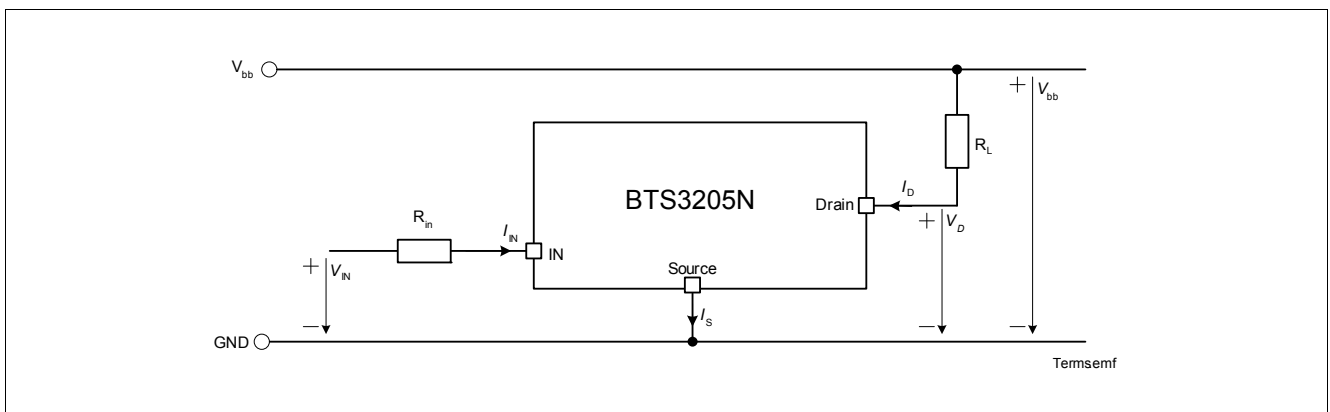 V_bb
+ V_bb
R_L
BTS3205N
I_D
Drain
+ V_D
R_in
I_IN
IN
+ V_IN
Source
I_S
–
–
–
GND
Termsemf